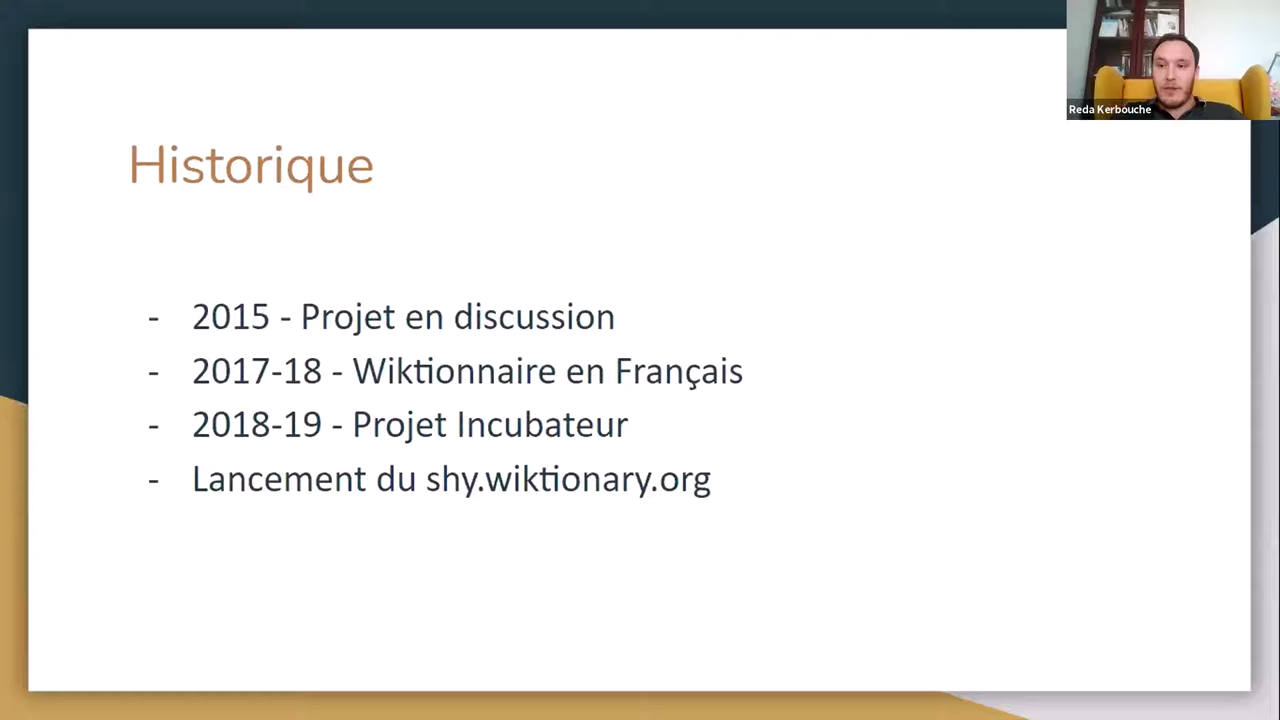 Reda Kerbouche
Historique
- 2015 - Projet en discussion
- 2017-18 - Wiktionnaire en Français
- 2018-19 - Projet Incubateur
- Lancement du shy.wiktionary.org